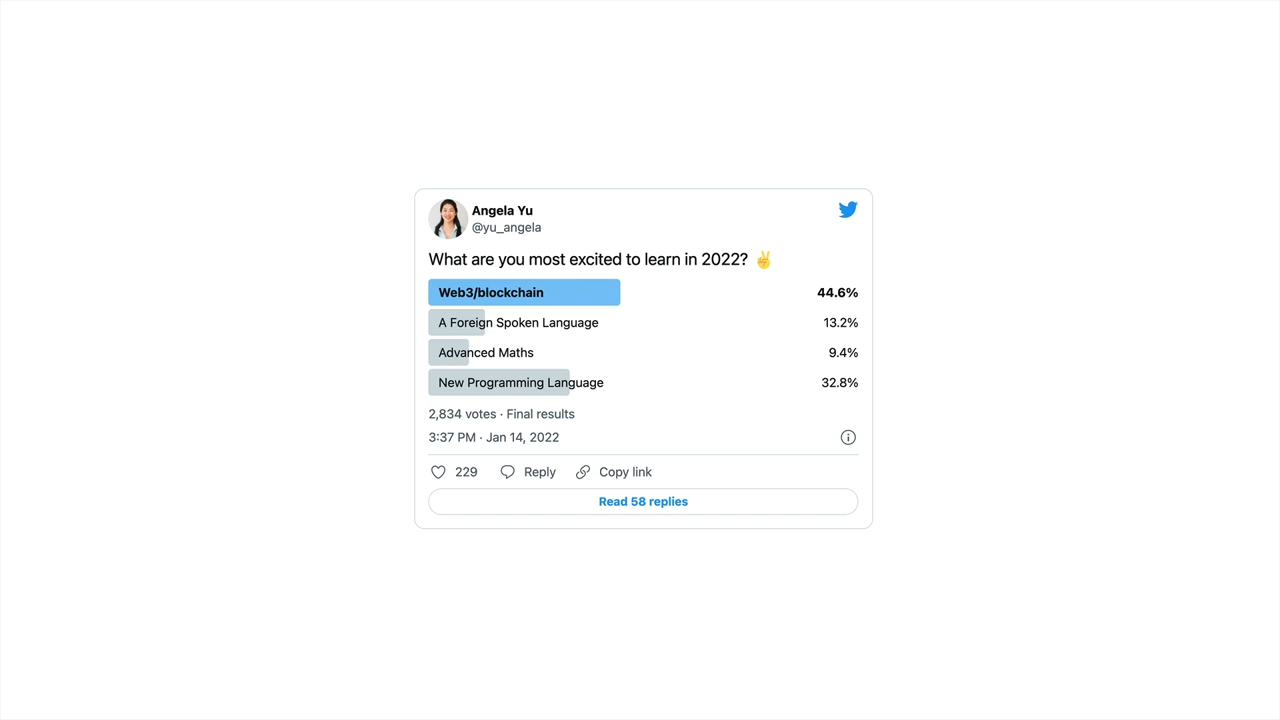 Angela Yu
@yu_angela
What are you most excited to learn in 2022? ✌️
Web3/blockchain 44.6%
A Foreign Spoken Language 13.2%
Advanced Maths 9.4%
New Programming Language 32.8%
2,834 votes · Final results
3:37 PM · Jan 14, 2022
229 Reply Copy link
Read 58 replies